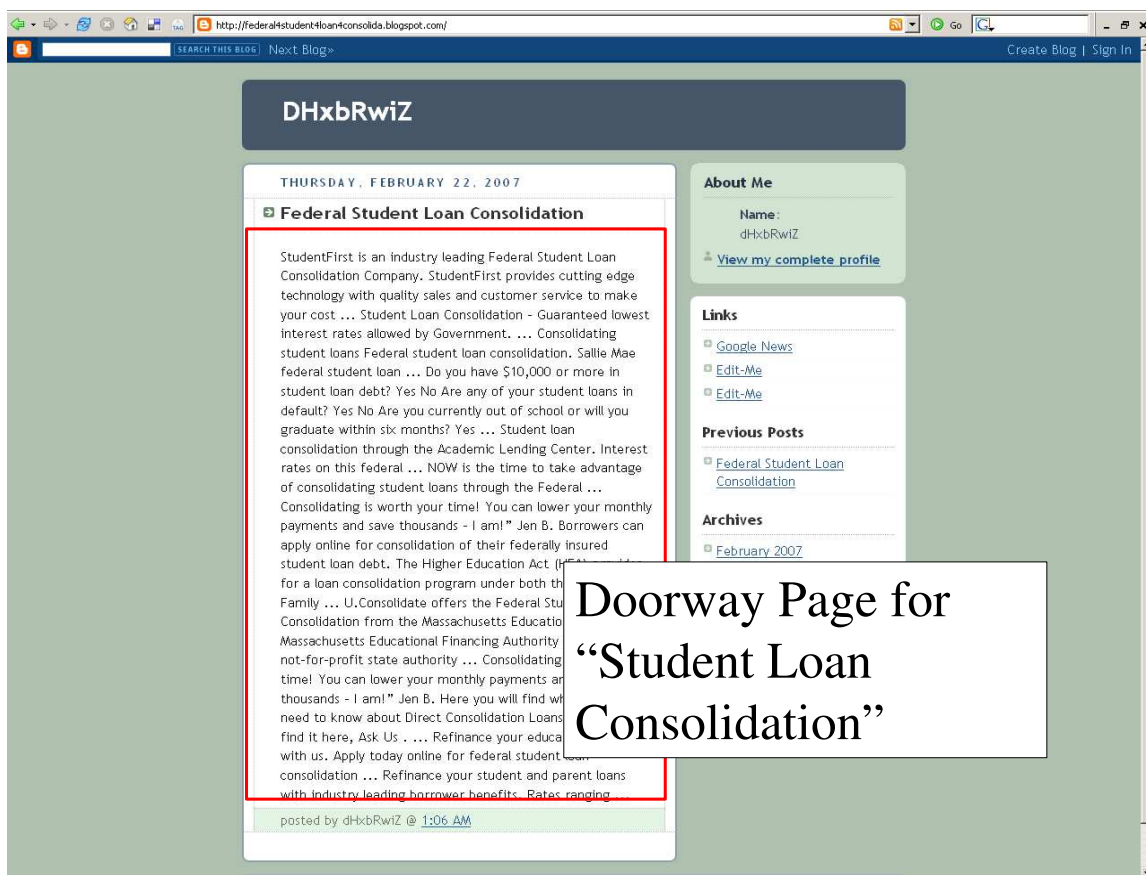 TAG http://federal4student4loan4consolida.blogspot.com/ Go G
SEARCH THIS BLOG Next Blog» Create Blog | Sign In
DHxbRwiZ
THURSDAY, FEBRUARY 22, 2007
Federal Student Loan Consolidation
StudentFirst is an industry leading Federal Student Loan
Consolidation Company. StudentFirst provides cutting edge
technology with quality sales and customer service to make
your cost ... Student Loan Consolidation - Guaranteed lowest
interest rates allowed by Government. ... Consolidating
student loans Federal student loan consolidation. Sallie Mae
federal student loan ... Do you have $10,000 or more in
student loan debt? Yes No Are any of your student loans in
default? Yes No Are you currently out of school or will you
graduate within six months? Yes ... Student loan
consolidation through the Academic Lending Center. Interest
rates on this federal ... NOW is the time to take advantage
of consolidating student loans through the Federal ...
Consolidating is worth your time! You can lower your monthly
payments and save thousands - I am!" Jen B. Borrowers can
apply online for consolidation of their federally insured
student loan debt. The Higher Education Act
for a loan consolidation program under both
Family ... U.Consolidate offers the Federal
Consolidation from the Massachusetts
Massachusetts Educational Financing Authority
not-for-profit state authority ... Consolidating
time! You can lower your monthly payments
thousands - I am!" Jen B. Here you will find
need to know about Direct Consolidation Loans
find it here, Ask Us . ... Refinance your
with us. Apply today online for federal student
consolidation ... Refinance your student and parent loans
with industry leading borrower benefits. Rates ranging ...
posted by dHxbRwiZ @ 1:06 AM
About Me
Name:
dHxbRwiZ
View my complete profile
Links
Google News
Edit-Me
Edit-Me
Previous Posts
Federal Student Loan
Consolidation
Archives
February 2007
Doorway Page for
“Student Loan
Consolidation”